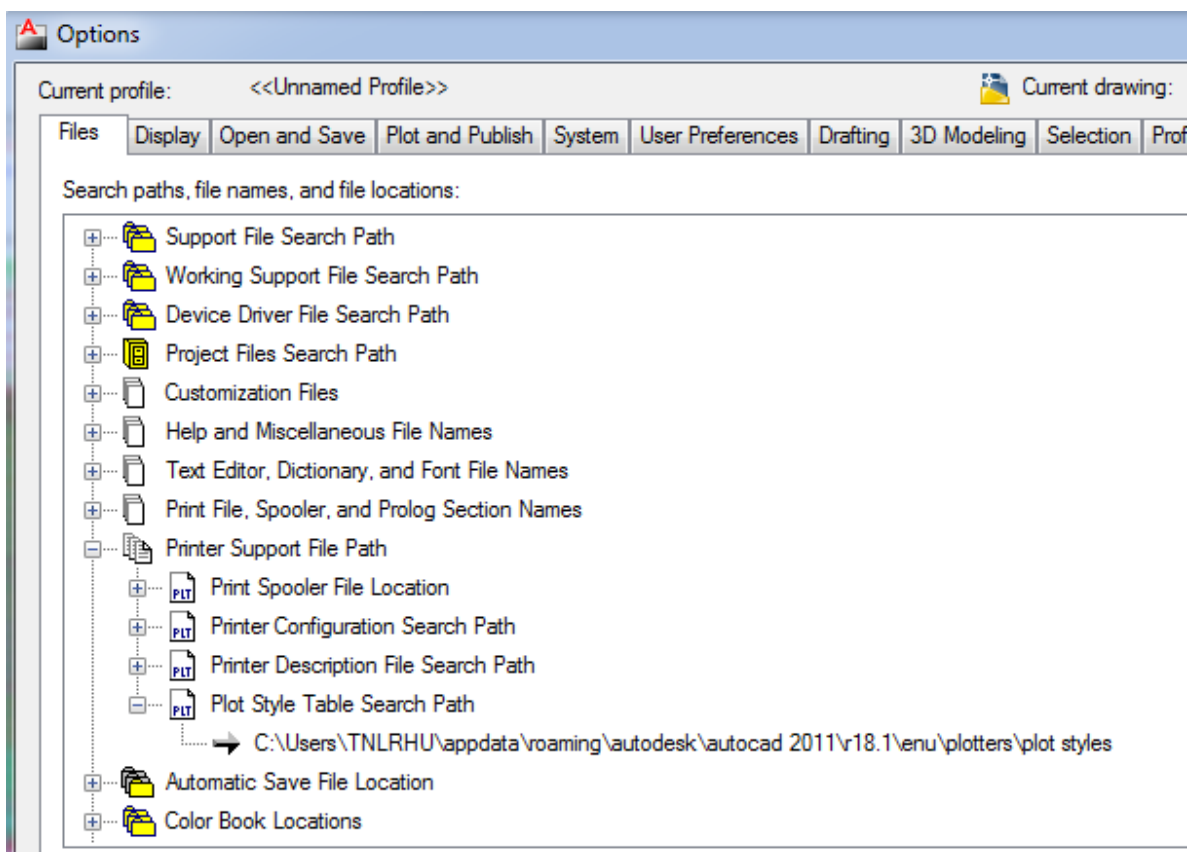 Options
Current profile: <<Unnamed Profile>> Current drawing:
Files Display Open and Save Plot and Publish System User Preferences Drafting 3D Modeling Selection Prof
Search paths, file names, and file locations:
Support File Search Path
Working Support File Search Path
Device Driver File Search Path
Project Files Search Path
Customization Files
Help and Miscellaneous File Names
Text Editor, Dictionary, and Font File Names
Print File, Spooler, and Prolog Section Names
Printer Support File Path
PLT Print Spooler File Location
PLT Printer Configuration Search Path
PLT Printer Description File Search Path
PLT Plot Style Table Search Path
C:\Users\TNLRHU\appdata\roaming\autodesk\autocad 2011\r18.1\enu\plotters\plot styles
Automatic Save File Location
Color Book Locations